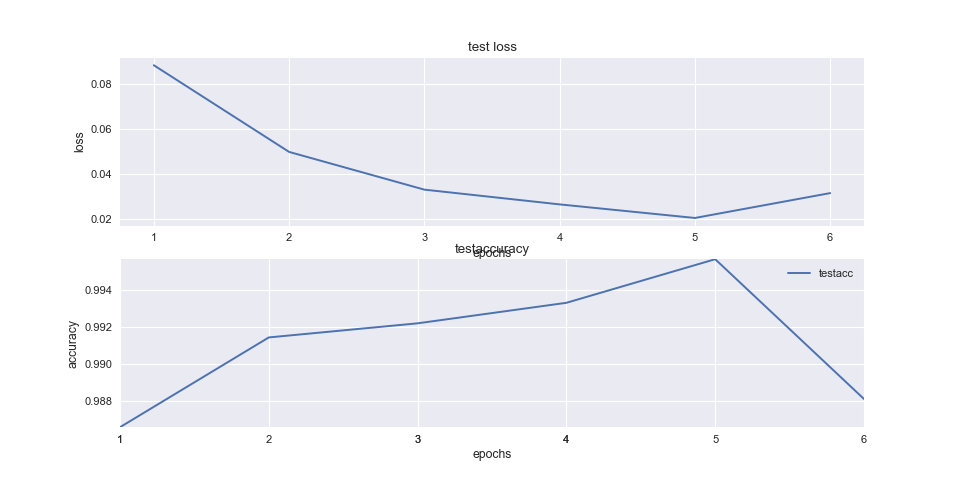 test loss
loss
0.08
0.06
0.04
0.02
1 2 3 4 5 6
epochs
testaccuracy
testacc
accuracy
0.994
0.992
0.990
0.988
1 2 3 4 5 6
epochs